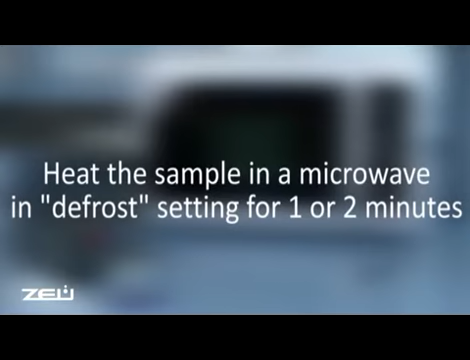 Heat the sample in a microwave
in "defrost" setting for 1 or 2 minutes
ZEU